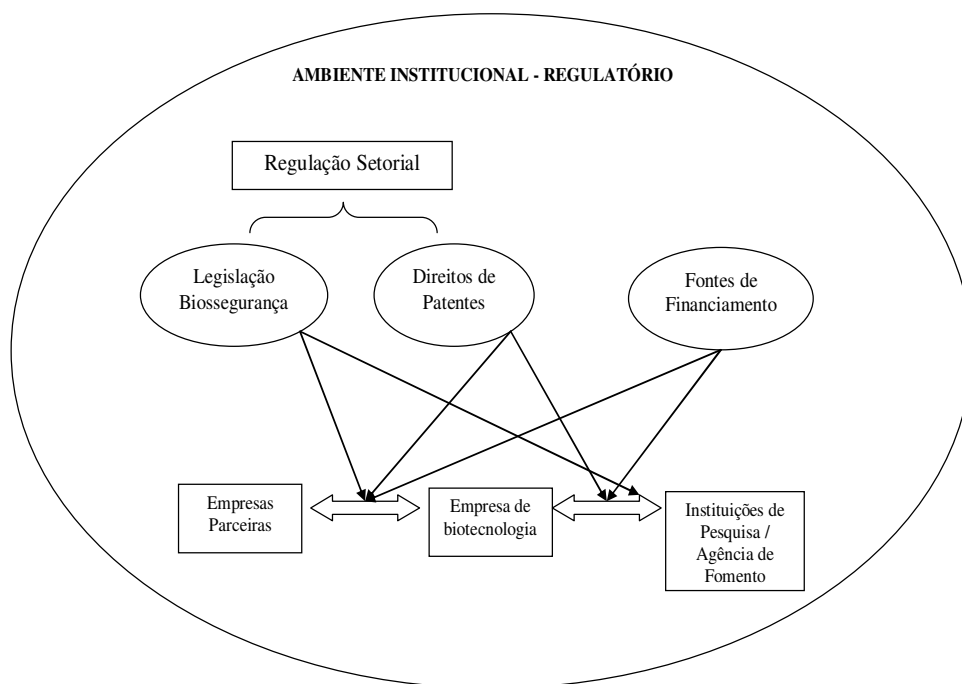 AMBIENTE INSTITUCIONAL - REGULATÓRIO
Regulação Setorial
Legislação
Biossegurança
Direitos de
Patentes
Fontes de
Financiamento
Empresas
Parceiras
Empresa de
biotecnologia
Instituições de
Pesquisa /
Agência de
Fomento